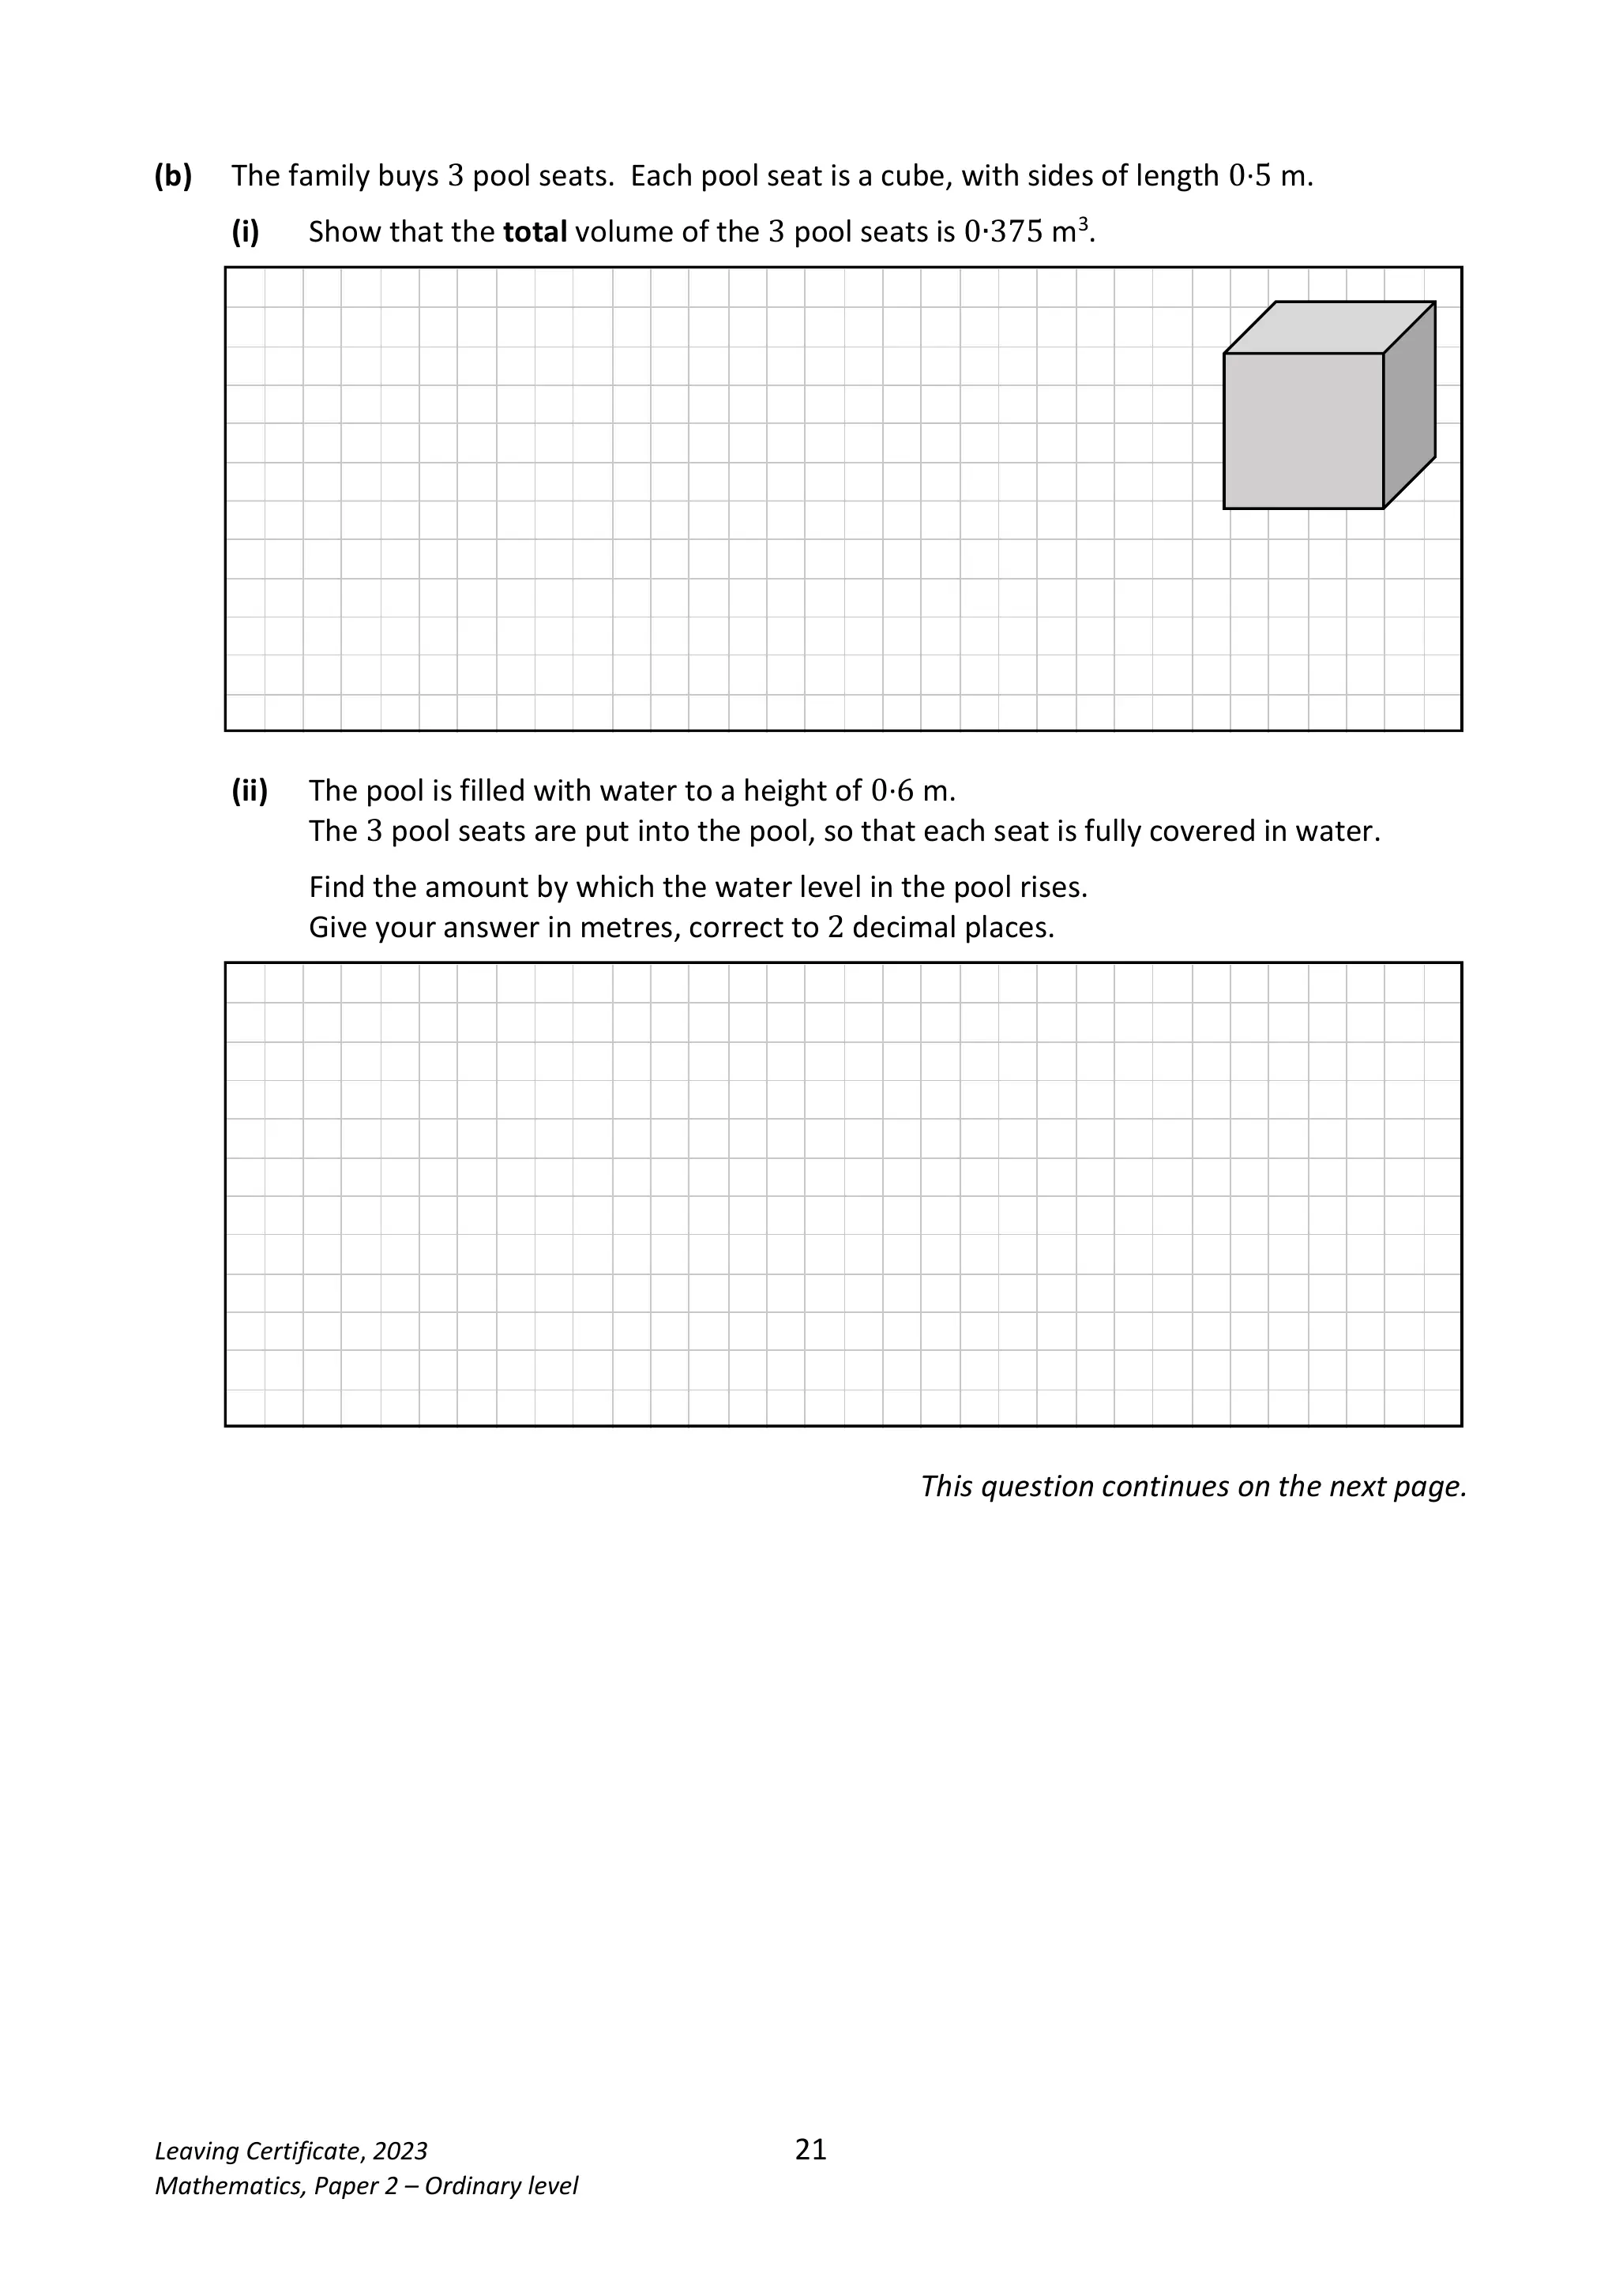 (b) The family buys 3 pool seats. Each pool seat is a cube, with sides of length 0·5 m.
(i) Show that the total volume of the 3 pool seats is 0·375 m³.
(ii) The pool is filled with water to a height of 0·6 m.
The 3 pool seats are put into the pool, so that each seat is fully covered in water.
Find the amount by which the water level in the pool rises.
Give your answer in metres, correct to 2 decimal places.
This question continues on the next page.
Leaving Certificate, 2023
21
Mathematics, Paper 2 – Ordinary level